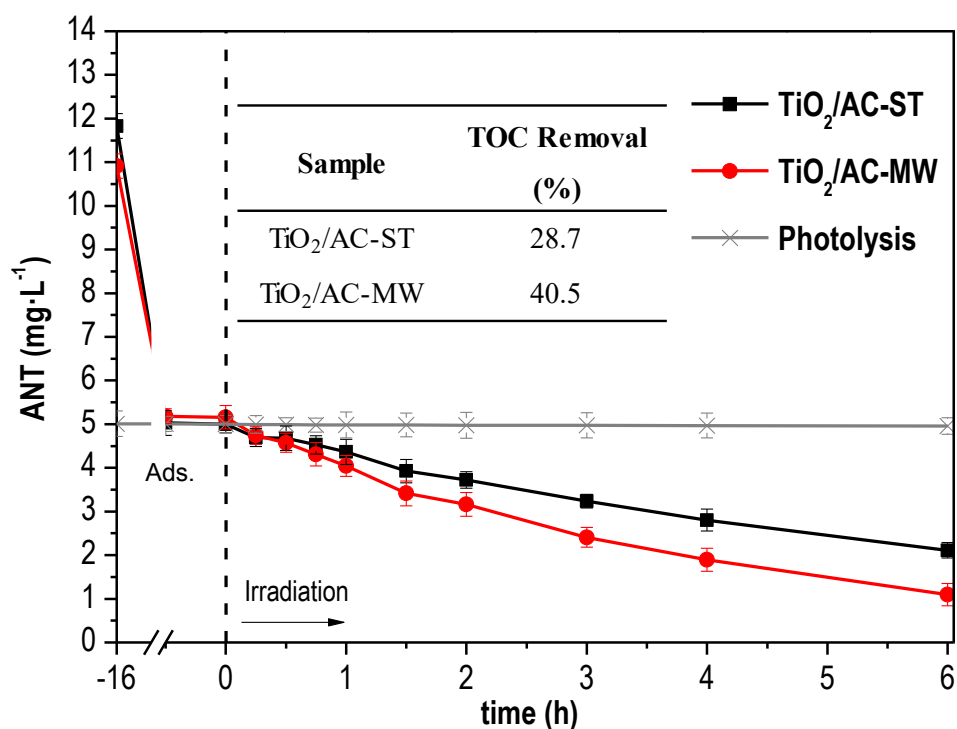 14
13
12
11
10
9
8
7
6
5
4
3
2
1
0
ANT (mg·L⁻¹)
Sample TOC Removal (%)
TiO₂/AC-ST 28.7
TiO₂/AC-MW 40.5
TiO₂/AC-ST
TiO₂/AC-MW
Photolysis
Ads.
Irradiation
-16 0 1 2 3 4 5 6
time (h)